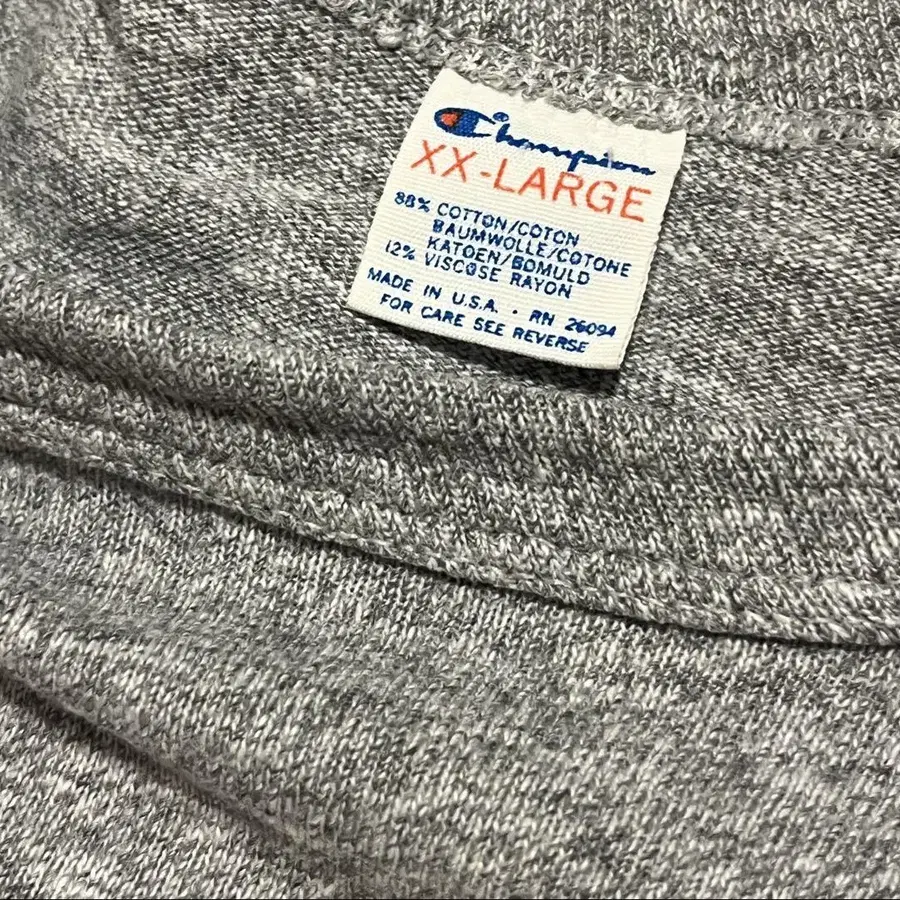 Champion®
XX-LARGE
88% COTTON/COTON
BAUMWOLLE/COTONE
KATOEN/BOMULD
12% VISCOSE RAYON
MADE IN U.S.A. · RN 26094
FOR CARE SEE REVERSE